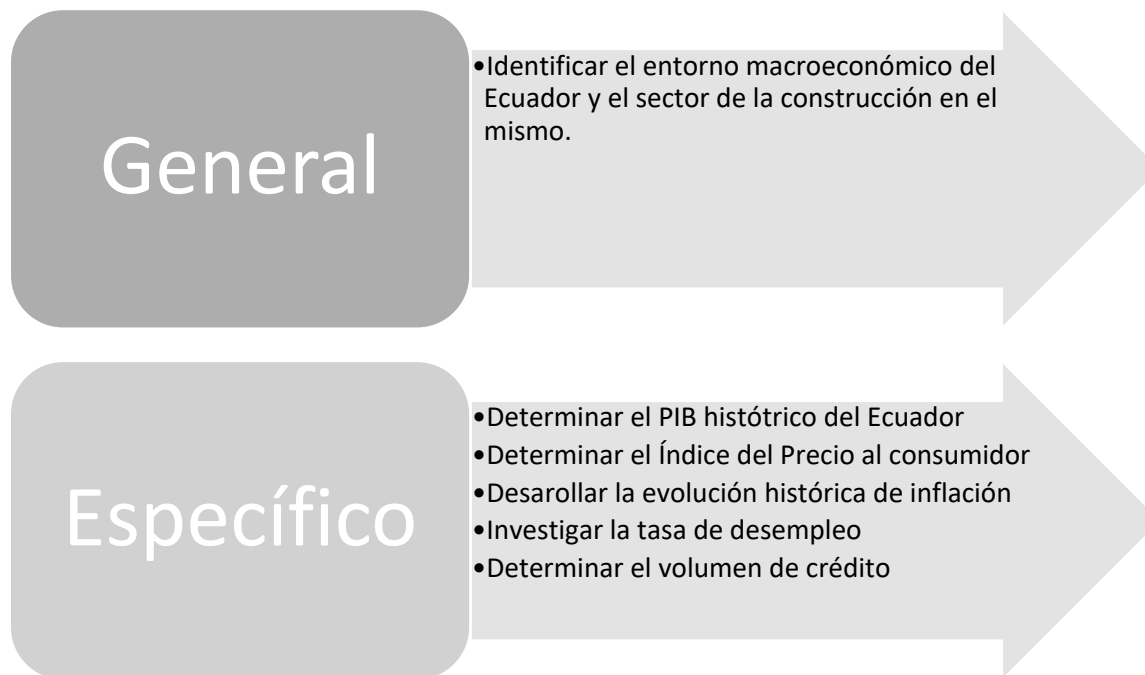 General
•Identificar el entorno macroeconómico del
Ecuador y el sector de la construcción en el
mismo.
Específico
•Determinar el PIB histótrico del Ecuador
•Determinar el Índice del Precio al consumidor
•Desarollar la evolución histórica de inflación
•Investigar la tasa de desempleo
•Determinar el volumen de crédito